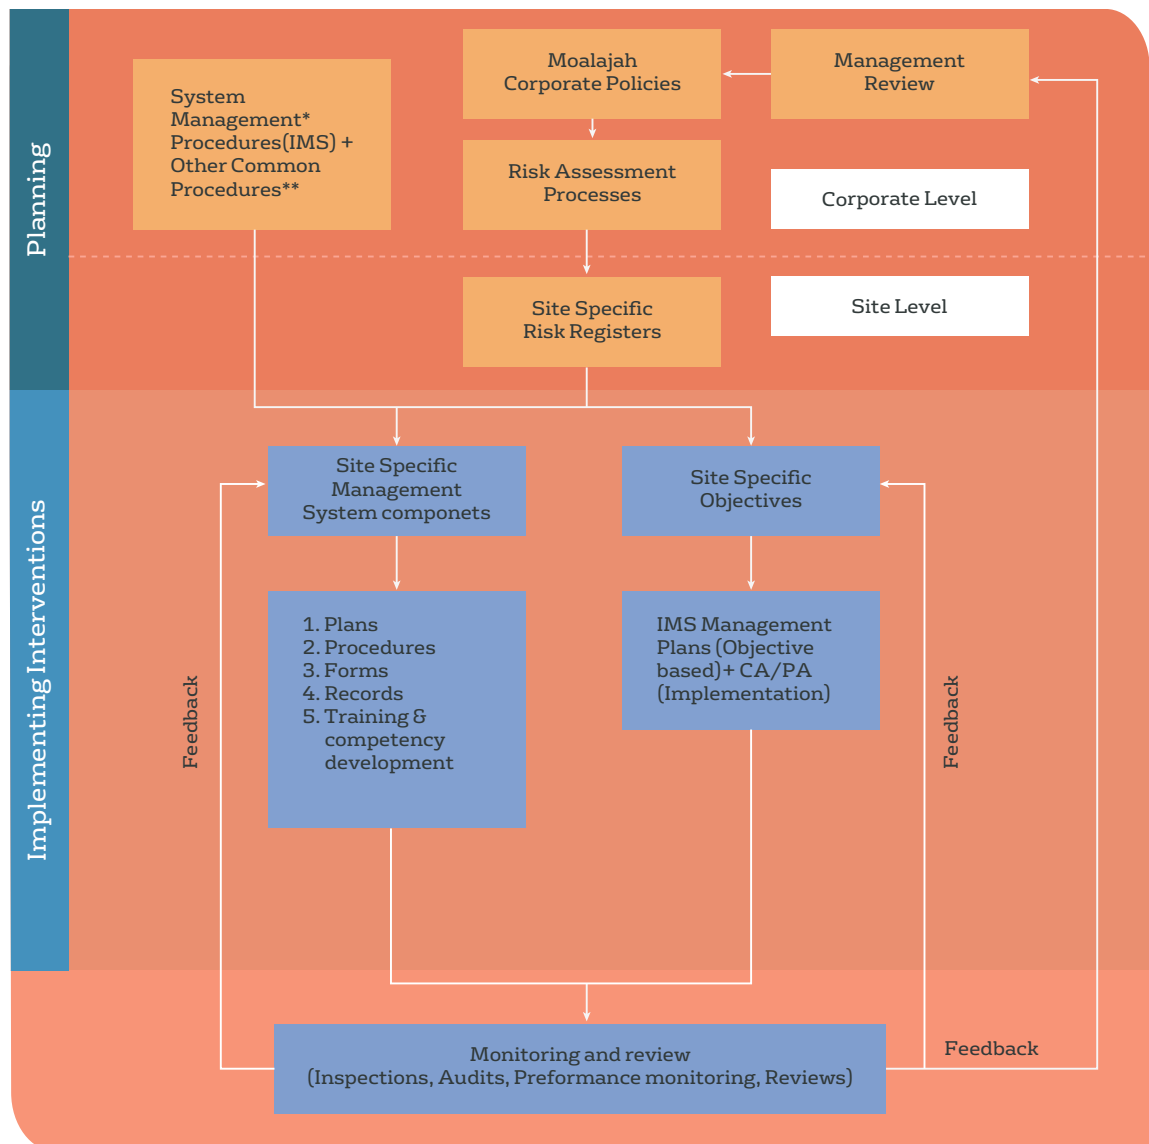 Planning
System
Management*
Procedures(IMS) +
Other Common
Procedures**
Moalajah
Corporate Policies
Management
Review
Risk Assessment
Processes
Corporate Level
Site Specific
Risk Registers
Site Level
Implementing Interventions
Site Specific
Management
System componets
Site Specific
Objectives
1. Plans
2. Procedures
3. Forms
4. Records
5. Training &
competency
development
IMS Management
Plans (Objective
based)+ CA/PA
(Implementation)
Feedback
Feedback
Monitoring and review
(Inspections, Audits, Preformance monitoring, Reviews)
Feedback